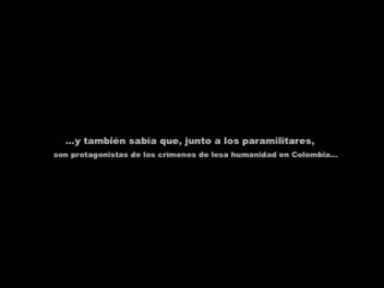 ...y también sabía que, junto a los paramilitares,
son protagonistas de los crímenes de lesa humanidad en Colombia...